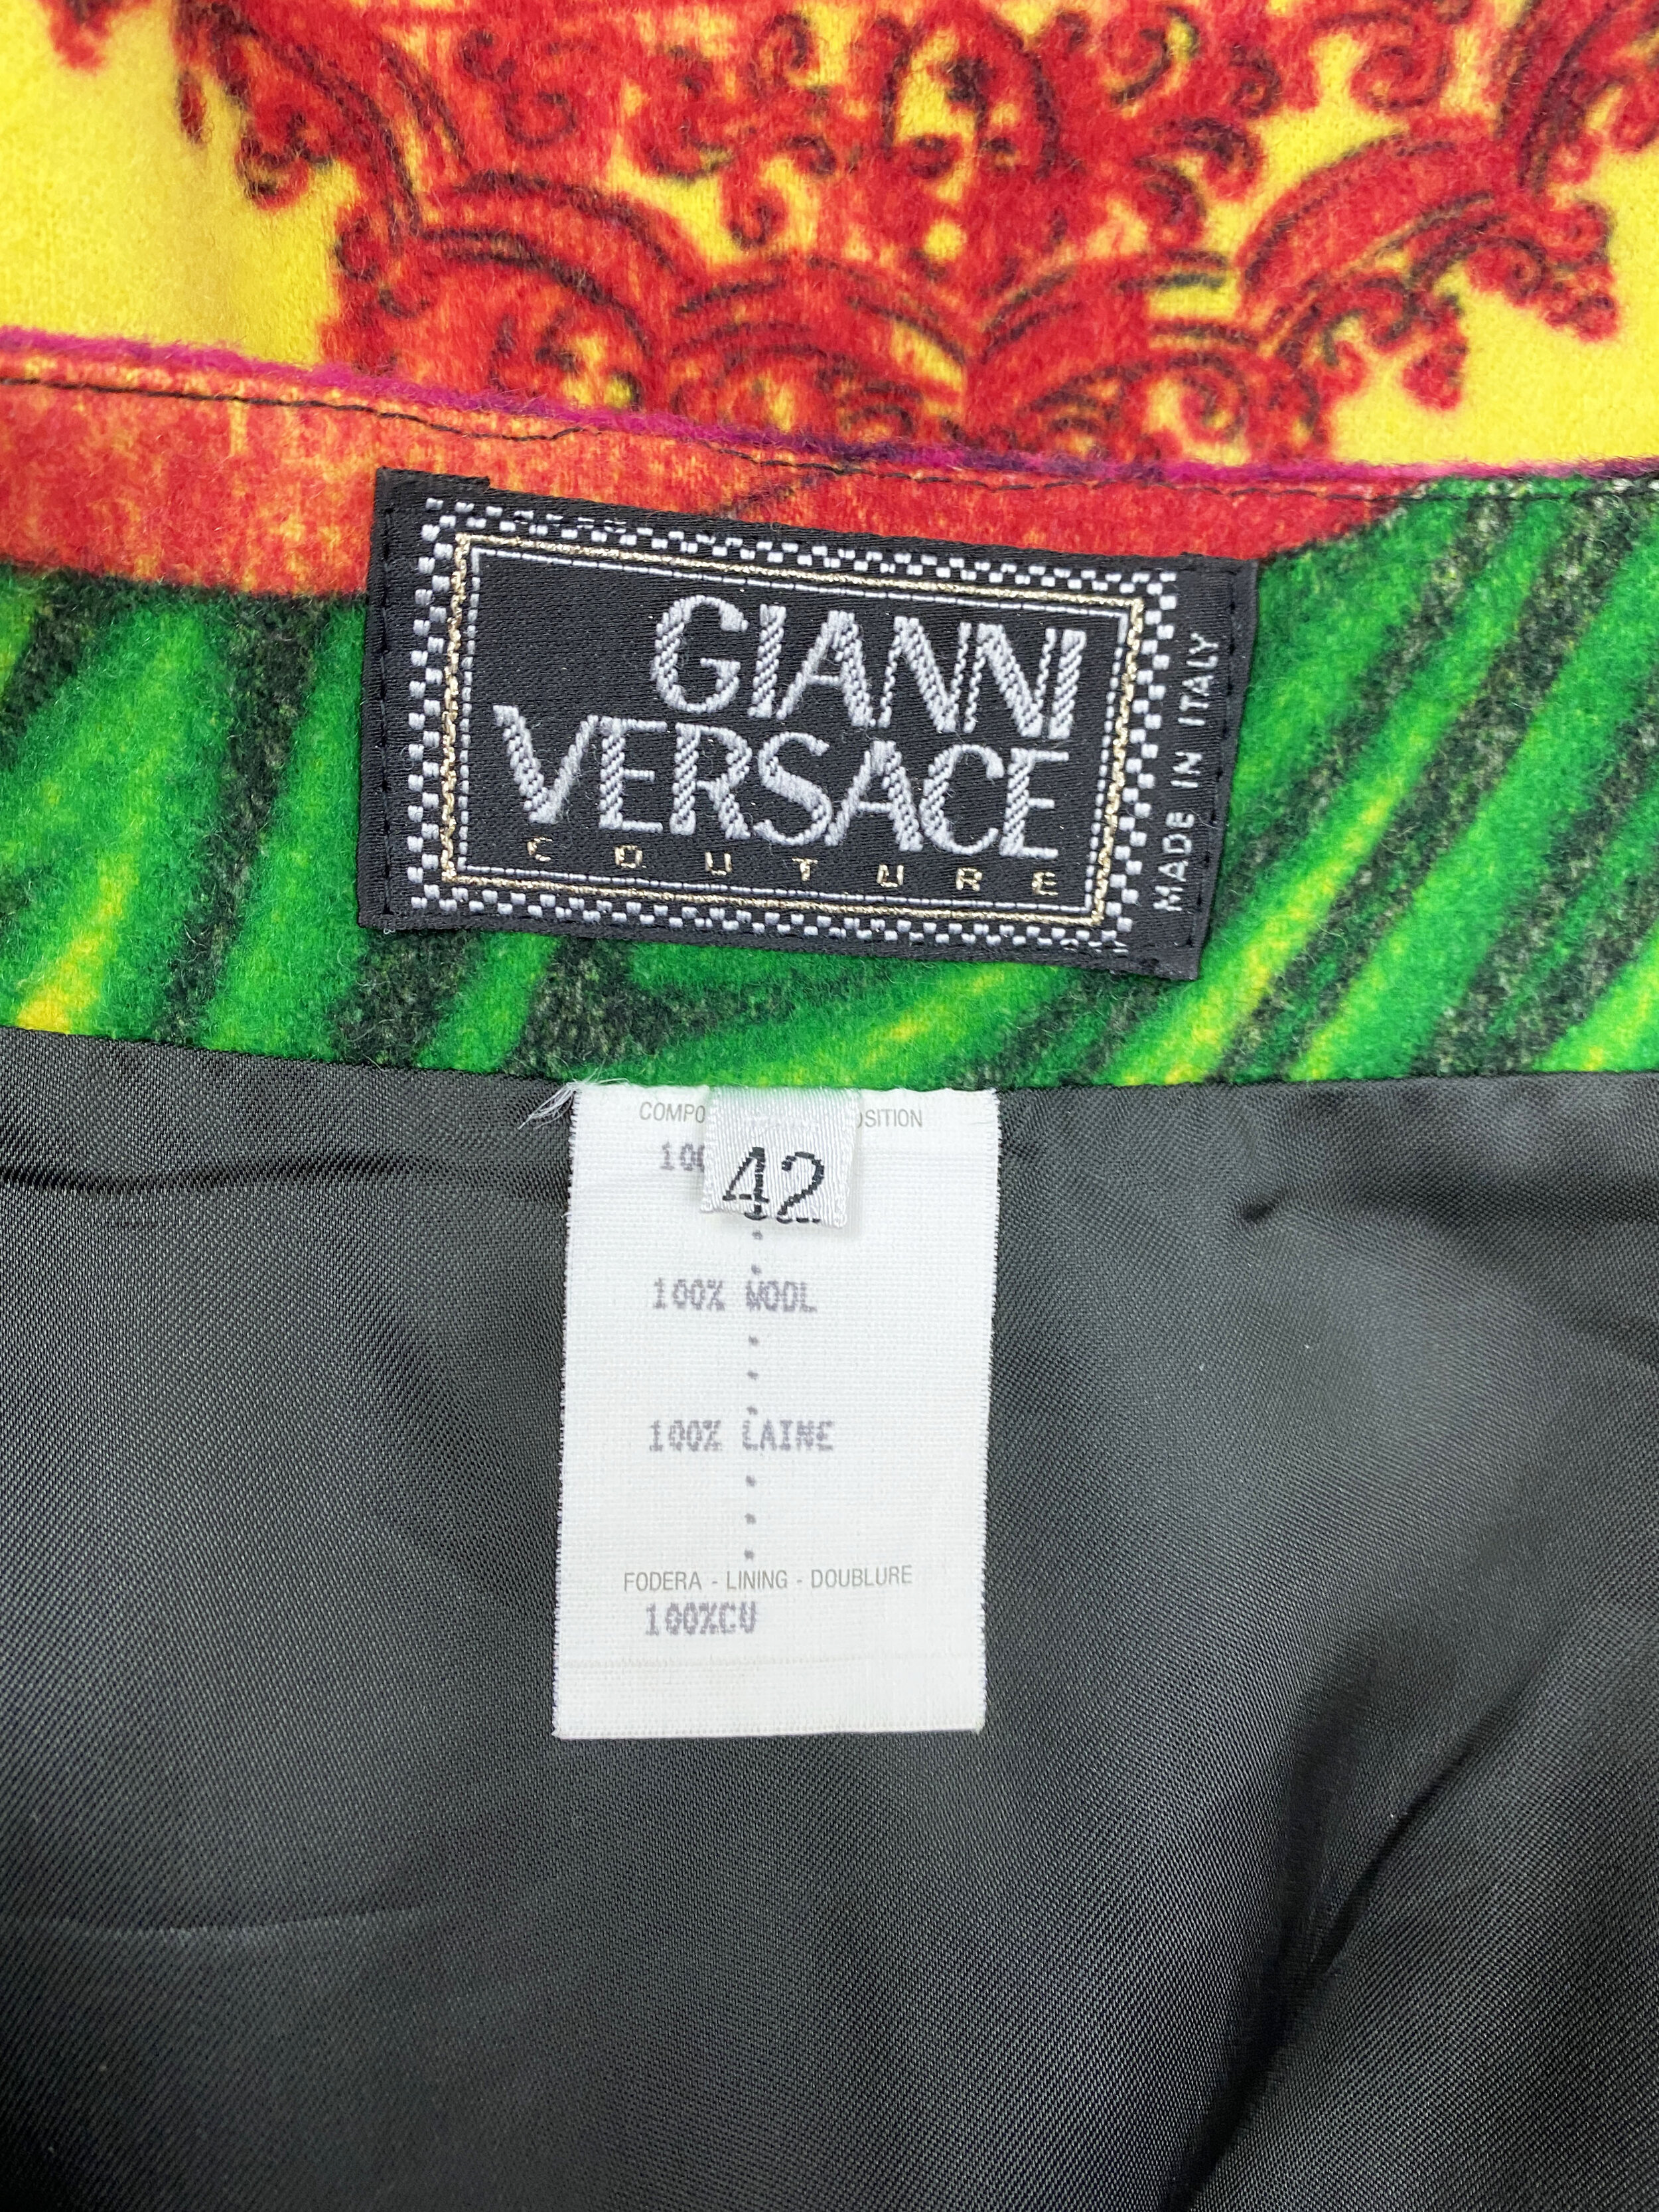 GIANNI
VERSACE
COUTURE
MADE IN ITALY
42
100% WOOL
100% LAINE
FODERA - LINING - DOUBLURE
100%CU